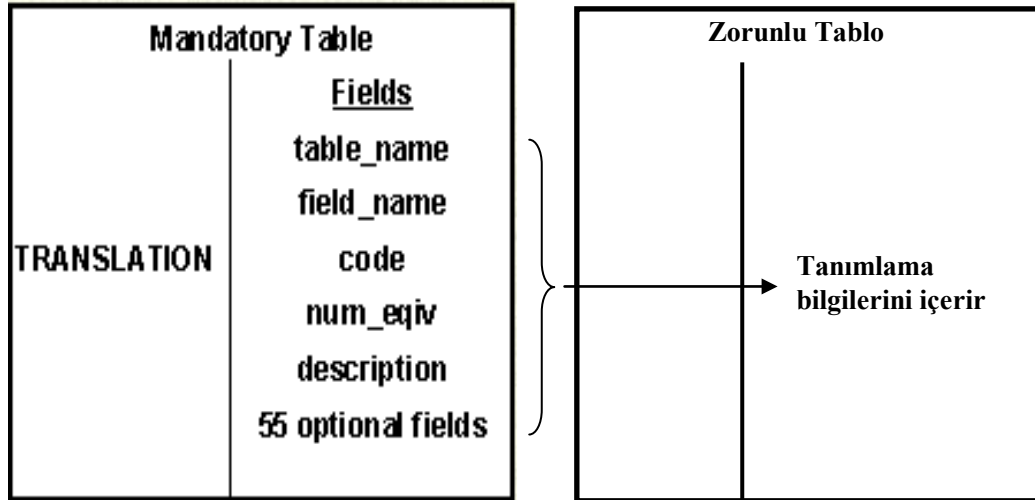 Mandatory Table
Fields
table_name
field_name
TRANSLATION
code
num_eqiv
description
55 optional fields
Zorunlu Tablo
Tanımlama
bilgilerini içerir